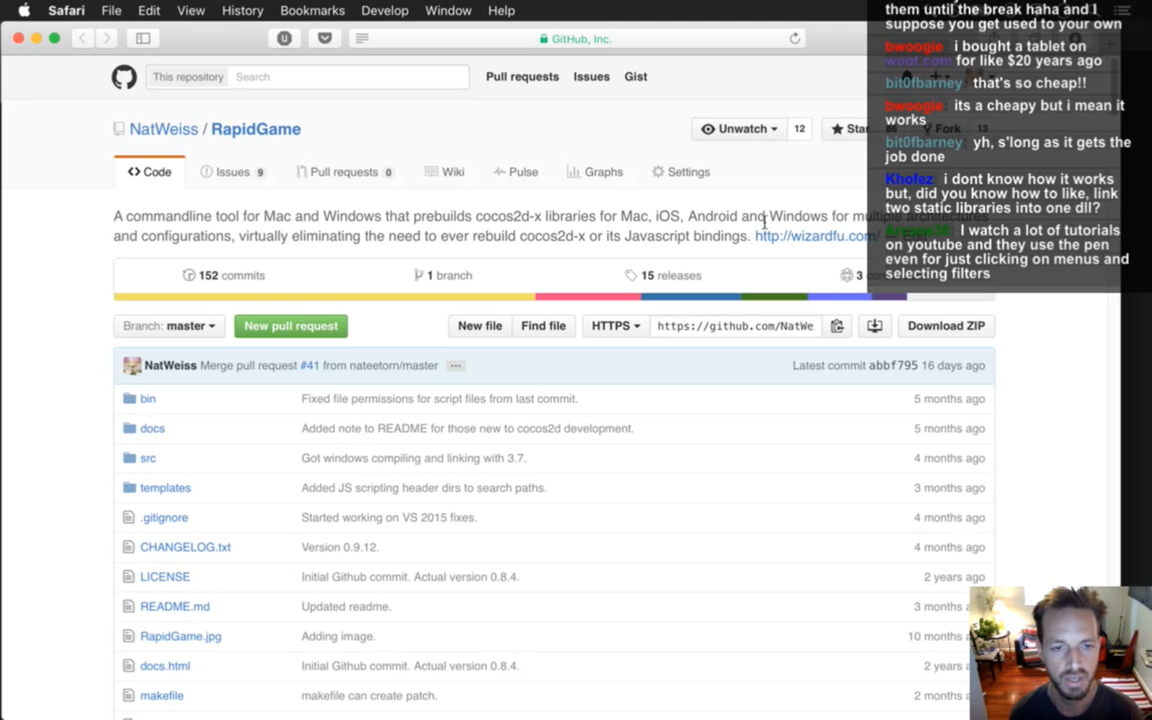 Safari File Edit View History Bookmarks Develop Window Help
GitHub, Inc.
This repository Search Pull requests Issues Gist
NatWeiss / RapidGame
Unwatch 12 Star 86 Fork 13
Code Issues 9 Pull requests 0 Wiki Pulse Graphs Settings
A commandline tool for Mac and Windows that prebuilds cocos2d-x libraries for Mac, iOS, Android and Windows for multiple architectures
and configurations, virtually eliminating the need to ever rebuild cocos2d-x or its Javascript bindings. http://wizardfu.com/
152 commits 1 branch 15 releases 3
Branch: master New pull request New file Find file HTTPS https://github.com/NatWe Download ZIP
NatWeiss Merge pull request #41 from nateetorn/master ... Latest commit abbf795 16 days ago
bin Fixed file permissions for script files from last commit. 5 months ago
docs Added note to README for those new to cocos2d development. 5 months ago
src Got windows compiling and linking with 3.7. 4 months ago
templates Added JS scripting header dirs to search paths. 3 months ago
.gitignore Started working on VS 2015 fixes. 4 months ago
CHANGELOG.txt Version 0.9.12. 4 months ago
LICENSE Initial Github commit. Actual version 0.8.4. 2 years ago
README.md Updated readme. 3 months
RapidGame.jpg Adding image. 10 months
docs.html Initial Github commit. Actual version 0.8.4. 2 years
makefile makefile can create patch. 2 months
them until the break haha and I
suppose you get used to your own
bwoogie i bought a tablet on
woot.com for like $20 years ago
bit0fbarney that's so cheap!!
bwoogie its a cheapy but i mean it
works
bit0fbarney yh, s'long as it gets the
job done
Khofez i dont know how it works
but, did you know how to like, link
two static libraries into one dll?
I watch a lot of tutorials
on youtube and they use the pen
even for just clicking on menus and
selecting filters